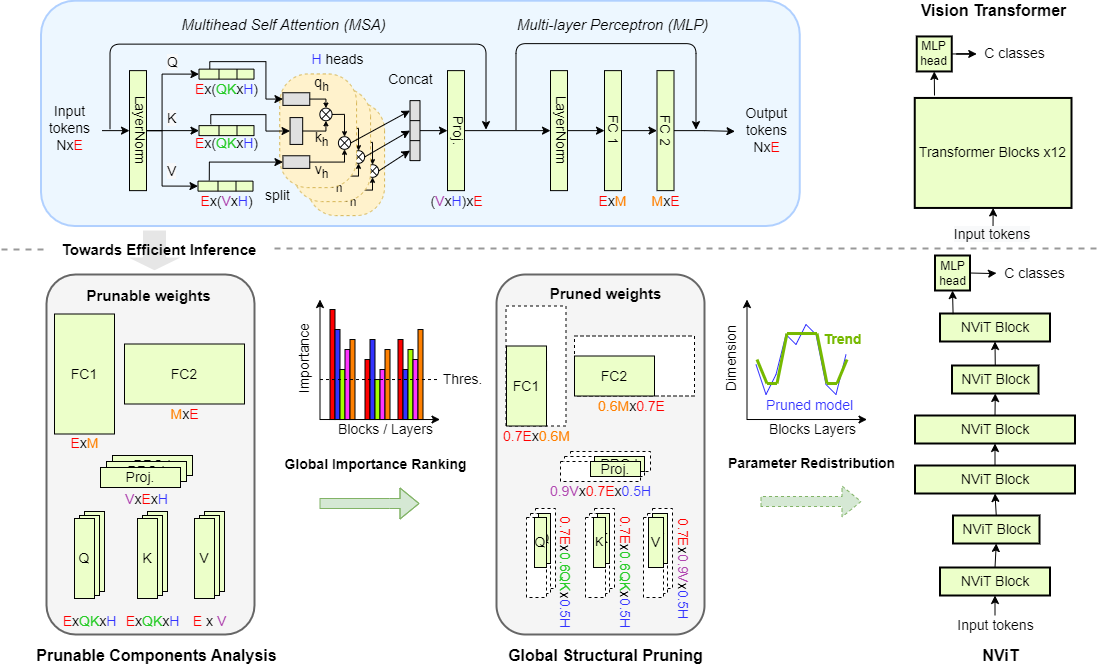 Multihead Self Attention (MSA)
Multi-layer Perceptron (MLP)
Input
tokens
NxE
LayerNorm
Q
Ex(QKxH)
K
Ex(QKxH)
V
Ex(VxH)
split
H heads
qh
kh
vh
n
n
Concat
Proj.
(VxH)xE
LayerNorm
FC 1
ExM
FC 2
MxE
Output
tokens
NxE
Vision Transformer
MLP
head
C classes
Transformer Blocks x12
Input tokens
Towards Efficient Inference
Prunable weights
FC1
ExM
FC2
MxE
Proj.
VxExH
Q
K
V
ExQKxH
ExQKxH
E x V
Prunable Components Analysis
Importance
Thres.
Blocks / Layers
Global Importance Ranking
Pruned weights
FC1
0.7Ex0.6M
FC2
0.6Mx0.7E
Proj.
0.9Vx0.7Ex0.5H
Q
0.7Ex0.6QKx0.5H
K
0.7Ex0.6QKx0.5H
V
0.7Ex0.9Vx0.5H
Global Structural Pruning
Dimension
Trend
Pruned model
Blocks Layers
Parameter Redistribution
MLP
head
C classes
NViT Block
NViT Block
NViT Block
NViT Block
NViT Block
NViT Block
Input tokens
NViT